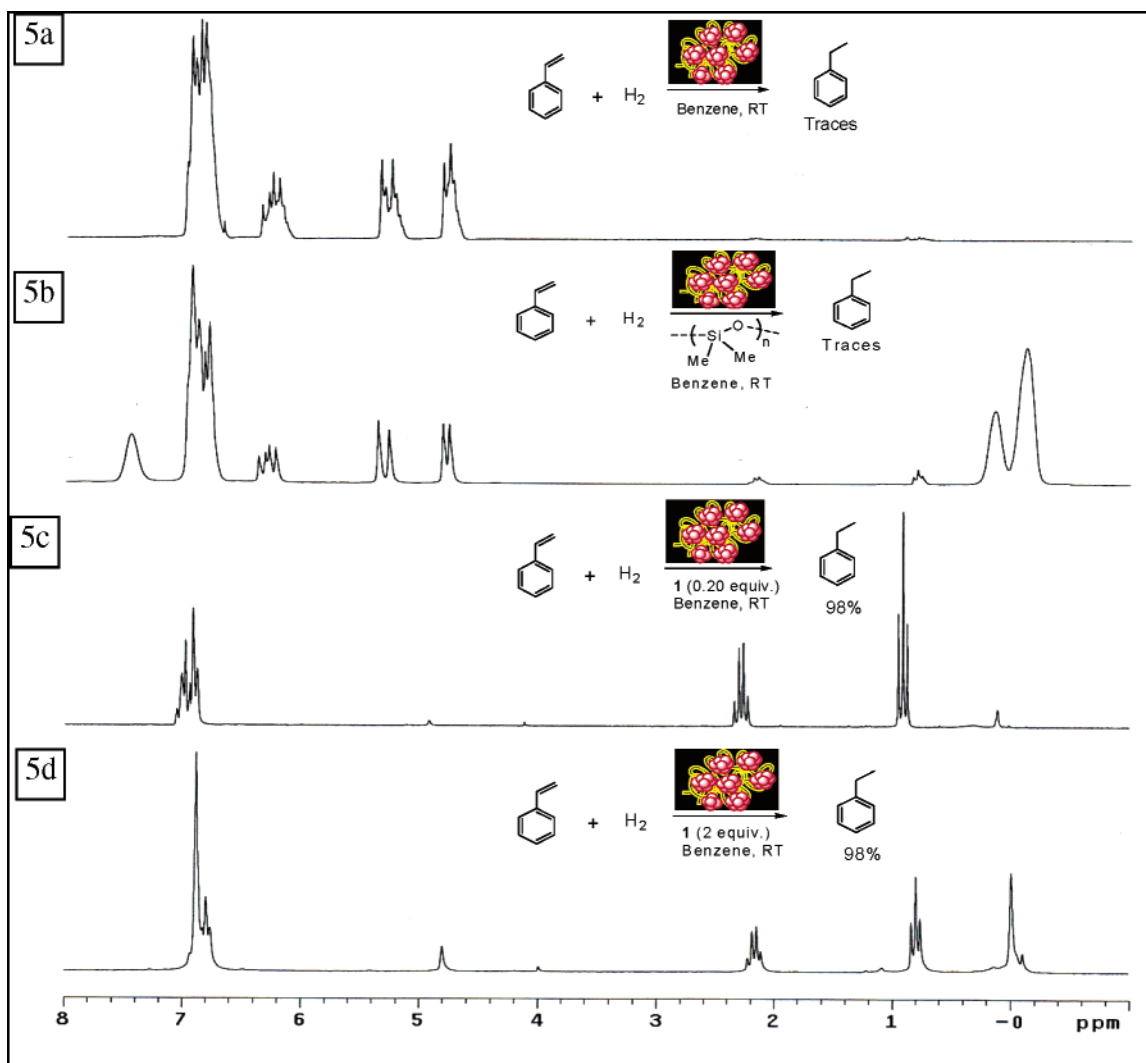 5a
+ H2
Benzene, RT
Traces
5b
+ H2
Si O n
Me Me
Benzene, RT
Traces
5c
+ H2
1 (0.20 equiv.)
Benzene, RT
98%
5d
+ H2
1 (2 equiv.)
Benzene, RT
98%
8 7 6 5 4 3 2 1 -0 ppm